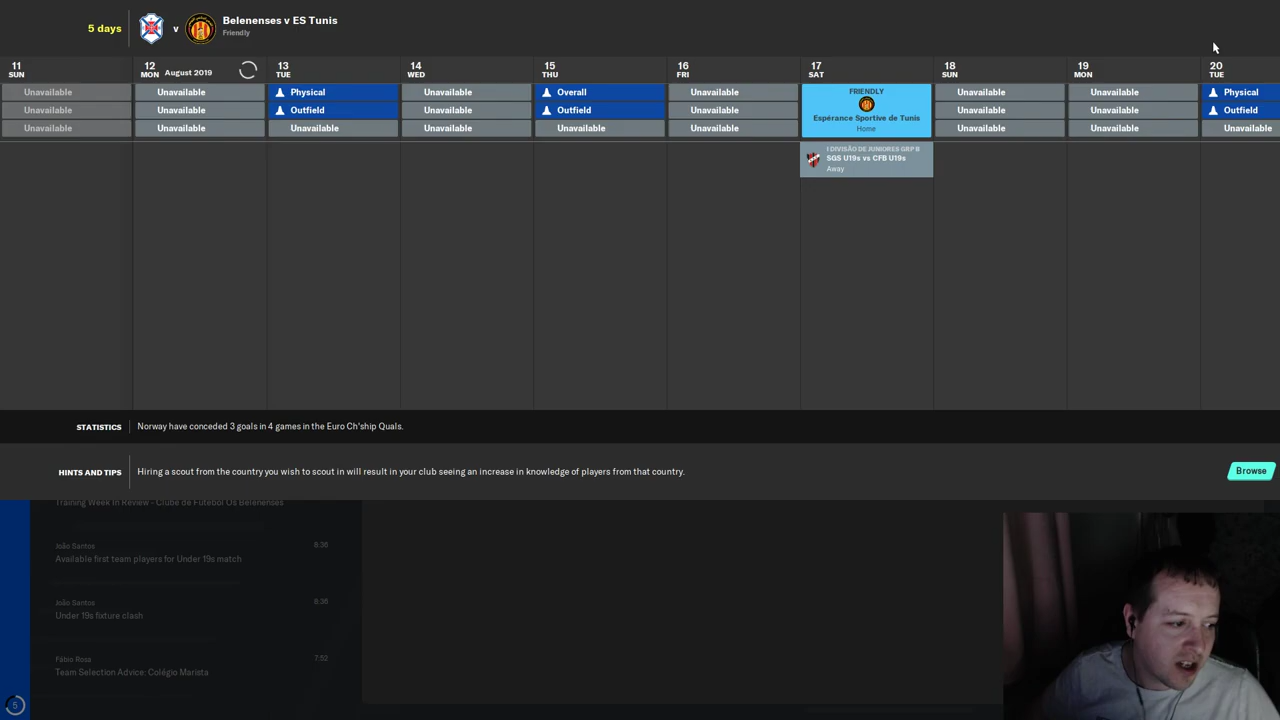 5 days
v
Belenenses v ES Tunis
Friendly
11
SUN
12
MON August 2019
13
TUE
14
WED
15
THU
16
FRI
17
SAT
18
SUN
19
MON
20
TUE
Unavailable
Unavailable
Physical
Unavailable
Overall
Unavailable
FRIENDLY
Unavailable
Unavailable
Physical
Unavailable
Unavailable
Outfield
Unavailable
Outfield
Unavailable
Espérance Sportive de Tunis
Unavailable
Unavailable
Outfield
Unavailable
Unavailable
Unavailable
Unavailable
Unavailable
Unavailable
Home
Unavailable
Unavailable
Unavailable
I DIVISÃO DE JUNIORES GRP B
SGS U19s vs CFB U19s
Away
STATISTICS
Norway have conceded 3 goals in 4 games in the Euro Ch'ship Quals.
HINTS AND TIPS
Hiring a scout from the country you wish to scout in will result in your club seeing an increase in knowledge of players from that country.
Browse
Training Week In Review - Clube de Futebol Os Belenenses
João Santos
8:36
Available first team players for Under 19s match
João Santos
8:36
Under 19s fixture clash
Fábio Rosa
7:52
Team Selection Advice: Colégio Marista
5